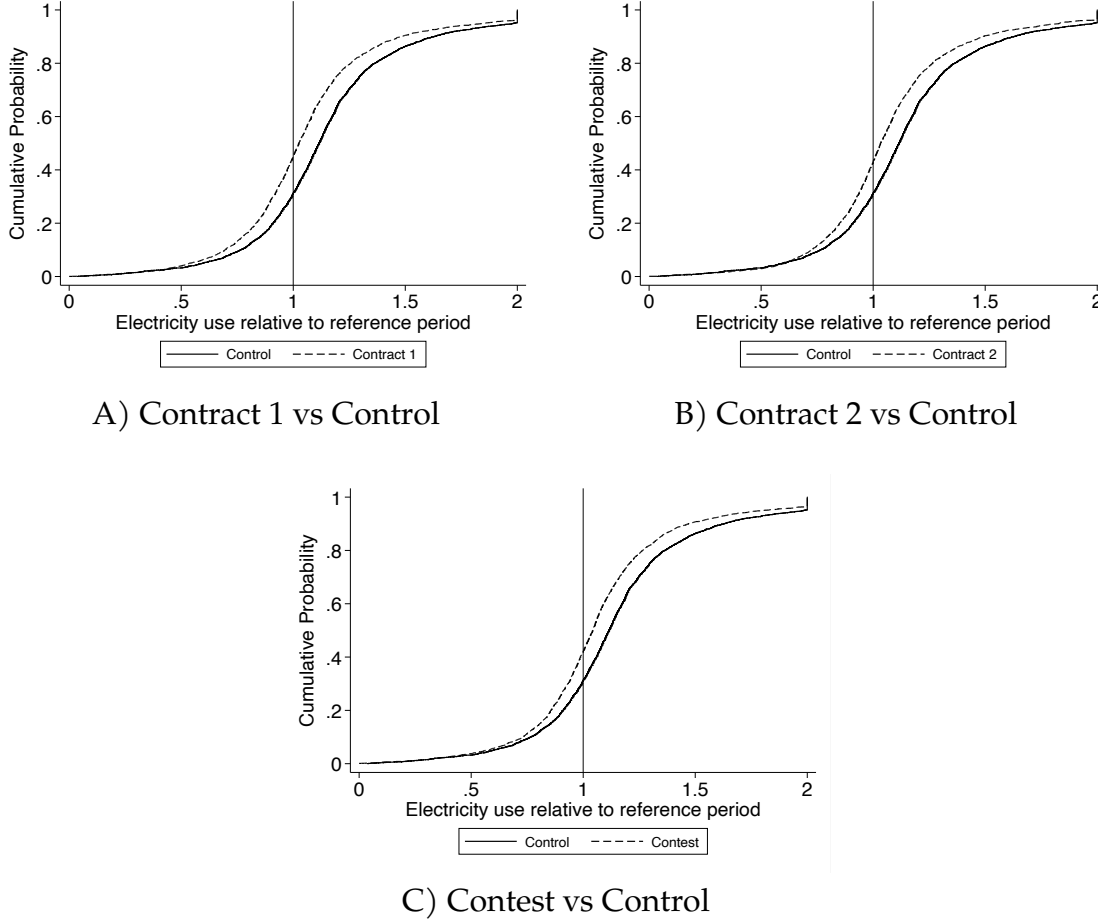 Cumulative Probability
1
.8
.6
.4
.2
0
0 .5 1 1.5 2
Electricity use relative to reference period
Control Contract 1
A) Contract 1 vs Control
Cumulative Probability
1
.8
.6
.4
.2
0
0 .5 1 1.5 2
Electricity use relative to reference period
Control Contract 2
B) Contract 2 vs Control
Cumulative Probability
1
.8
.6
.4
.2
0
0 .5 1 1.5 2
Electricity use relative to reference period
Control Contest
C) Contest vs Control